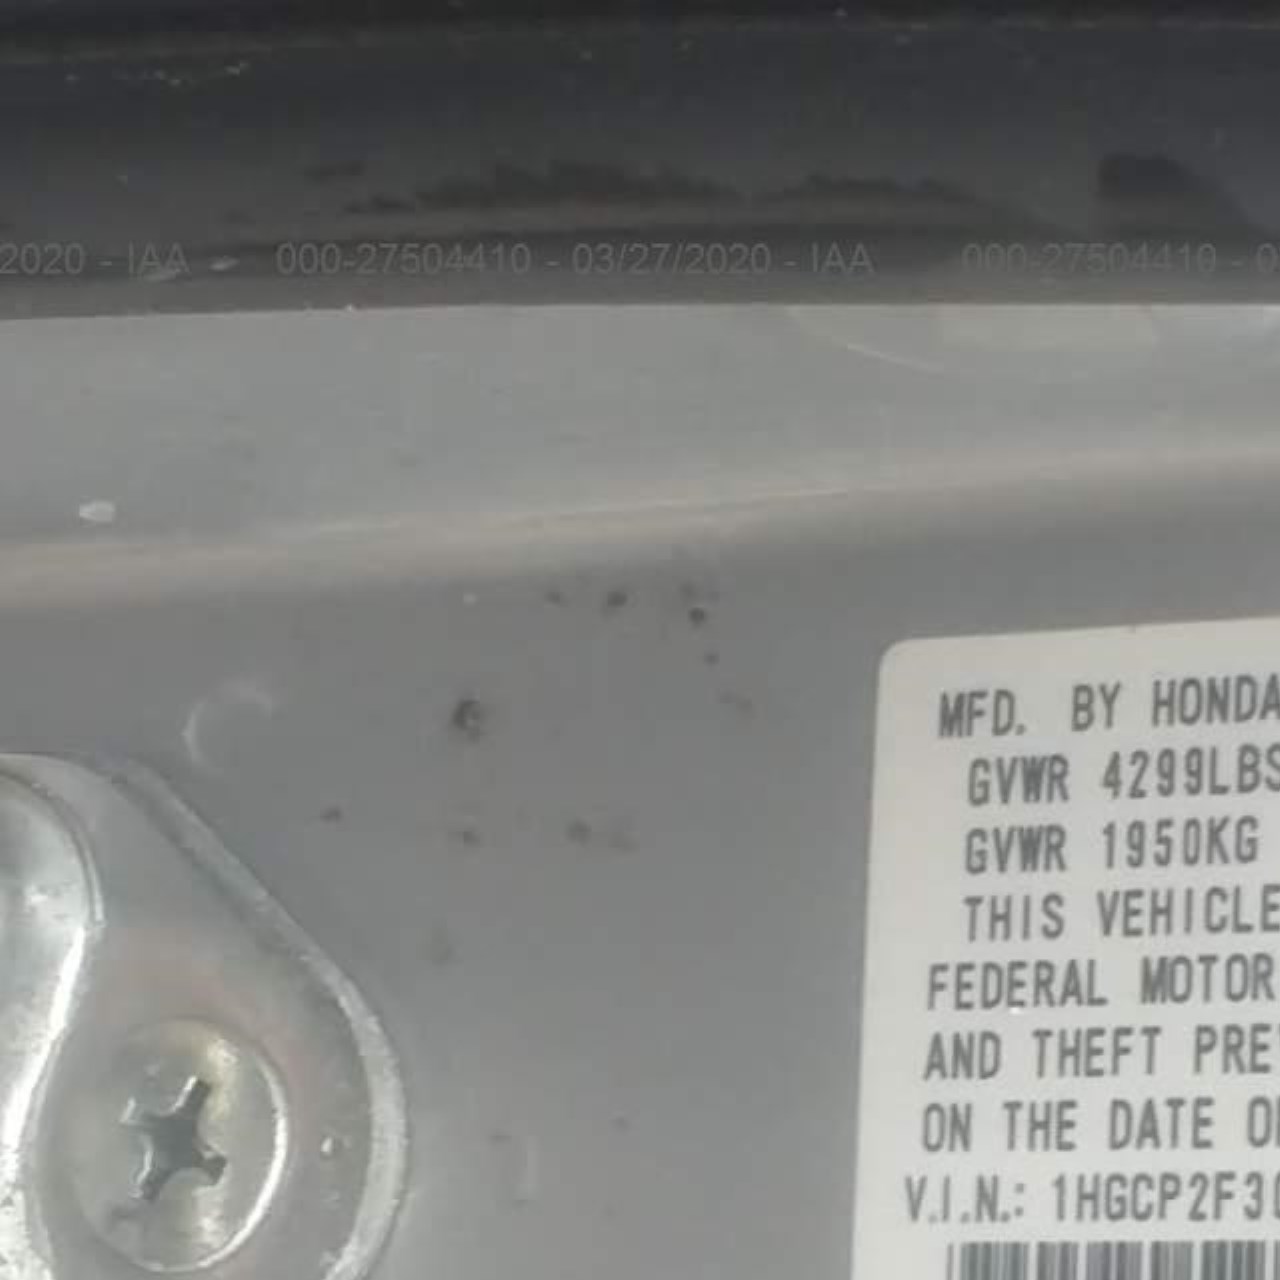 2020 - IAA 000-27504410 - 03/27/2020 - IAA 000-27504410 - 0
MFD. BY HONDA
GVWR 4299LBS
GVWR 1950KG
THIS VEHICLE
FEDERAL MOTOR
AND THEFT PRE
ON THE DATE O
V.I.N.: 1HGCP2F3